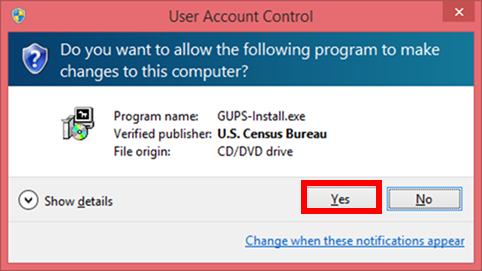 User Account Control
Do you want to allow the following program to make
changes to this computer?
Program name: GUPS-Install.exe
Verified publisher: U.S. Census Bureau
File origin: CD/DVD drive
Show details
Yes
No
Change when these notifications appear